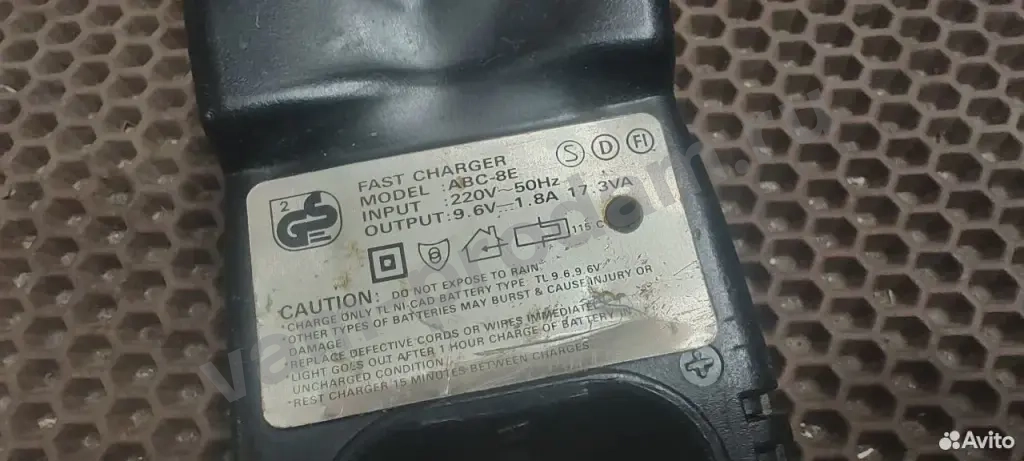 FAST CHARGER
MODEL :ABC-8E
INPUT :220V~50Hz 17.3VA
OUTPUT:9.6V⎓1.8A
S D FI
2
GS
115 C
CAUTION: DO NOT EXPOSE TO RAIN.
*CHARGE ONLY TL NI-CAD BATTERY TYPE TL 9.6,9.6V
*OTHER TYPES OF BATTERIES MAY BURST & CAUSE INJURY OR
DAMAGE
*REPLACE DEFECTIVE CORDS OR WIRES IMMEDIATE
*LIGHT GOES OUT AFTER 1 HOUR CHARGE OF BATTERY IN
UNCHARGED CONDITION
*REST CHARGER 15 MINUTES BETWEEN CHARGES
Avito